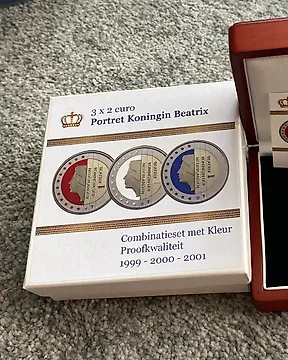 3 x 2 euro
Portret Koningin Beatrix
Combinatieset met Kleur
Proofkwaliteit
1999 - 2000 - 2001